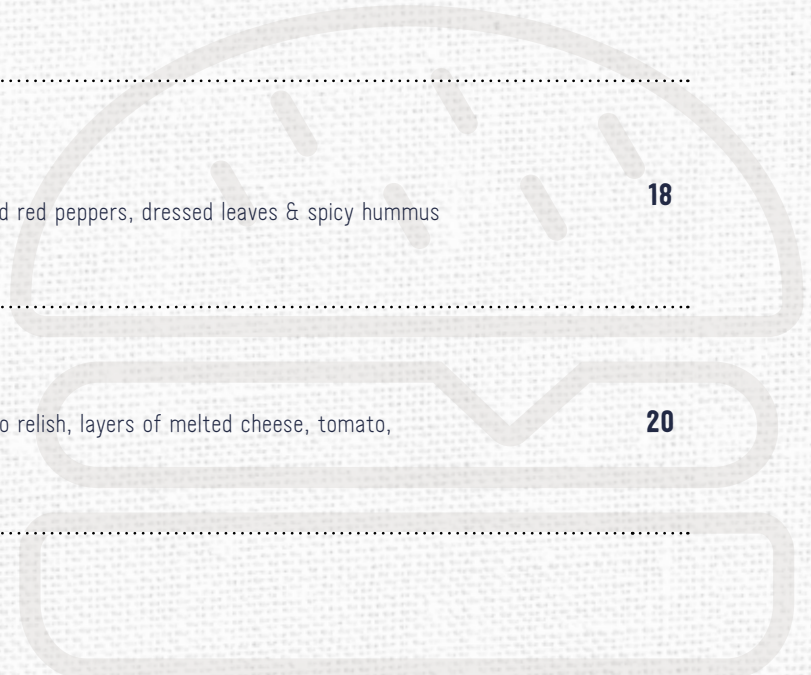 18
d red peppers, dressed leaves & spicy hummus
o relish, layers of melted cheese, tomato,
20